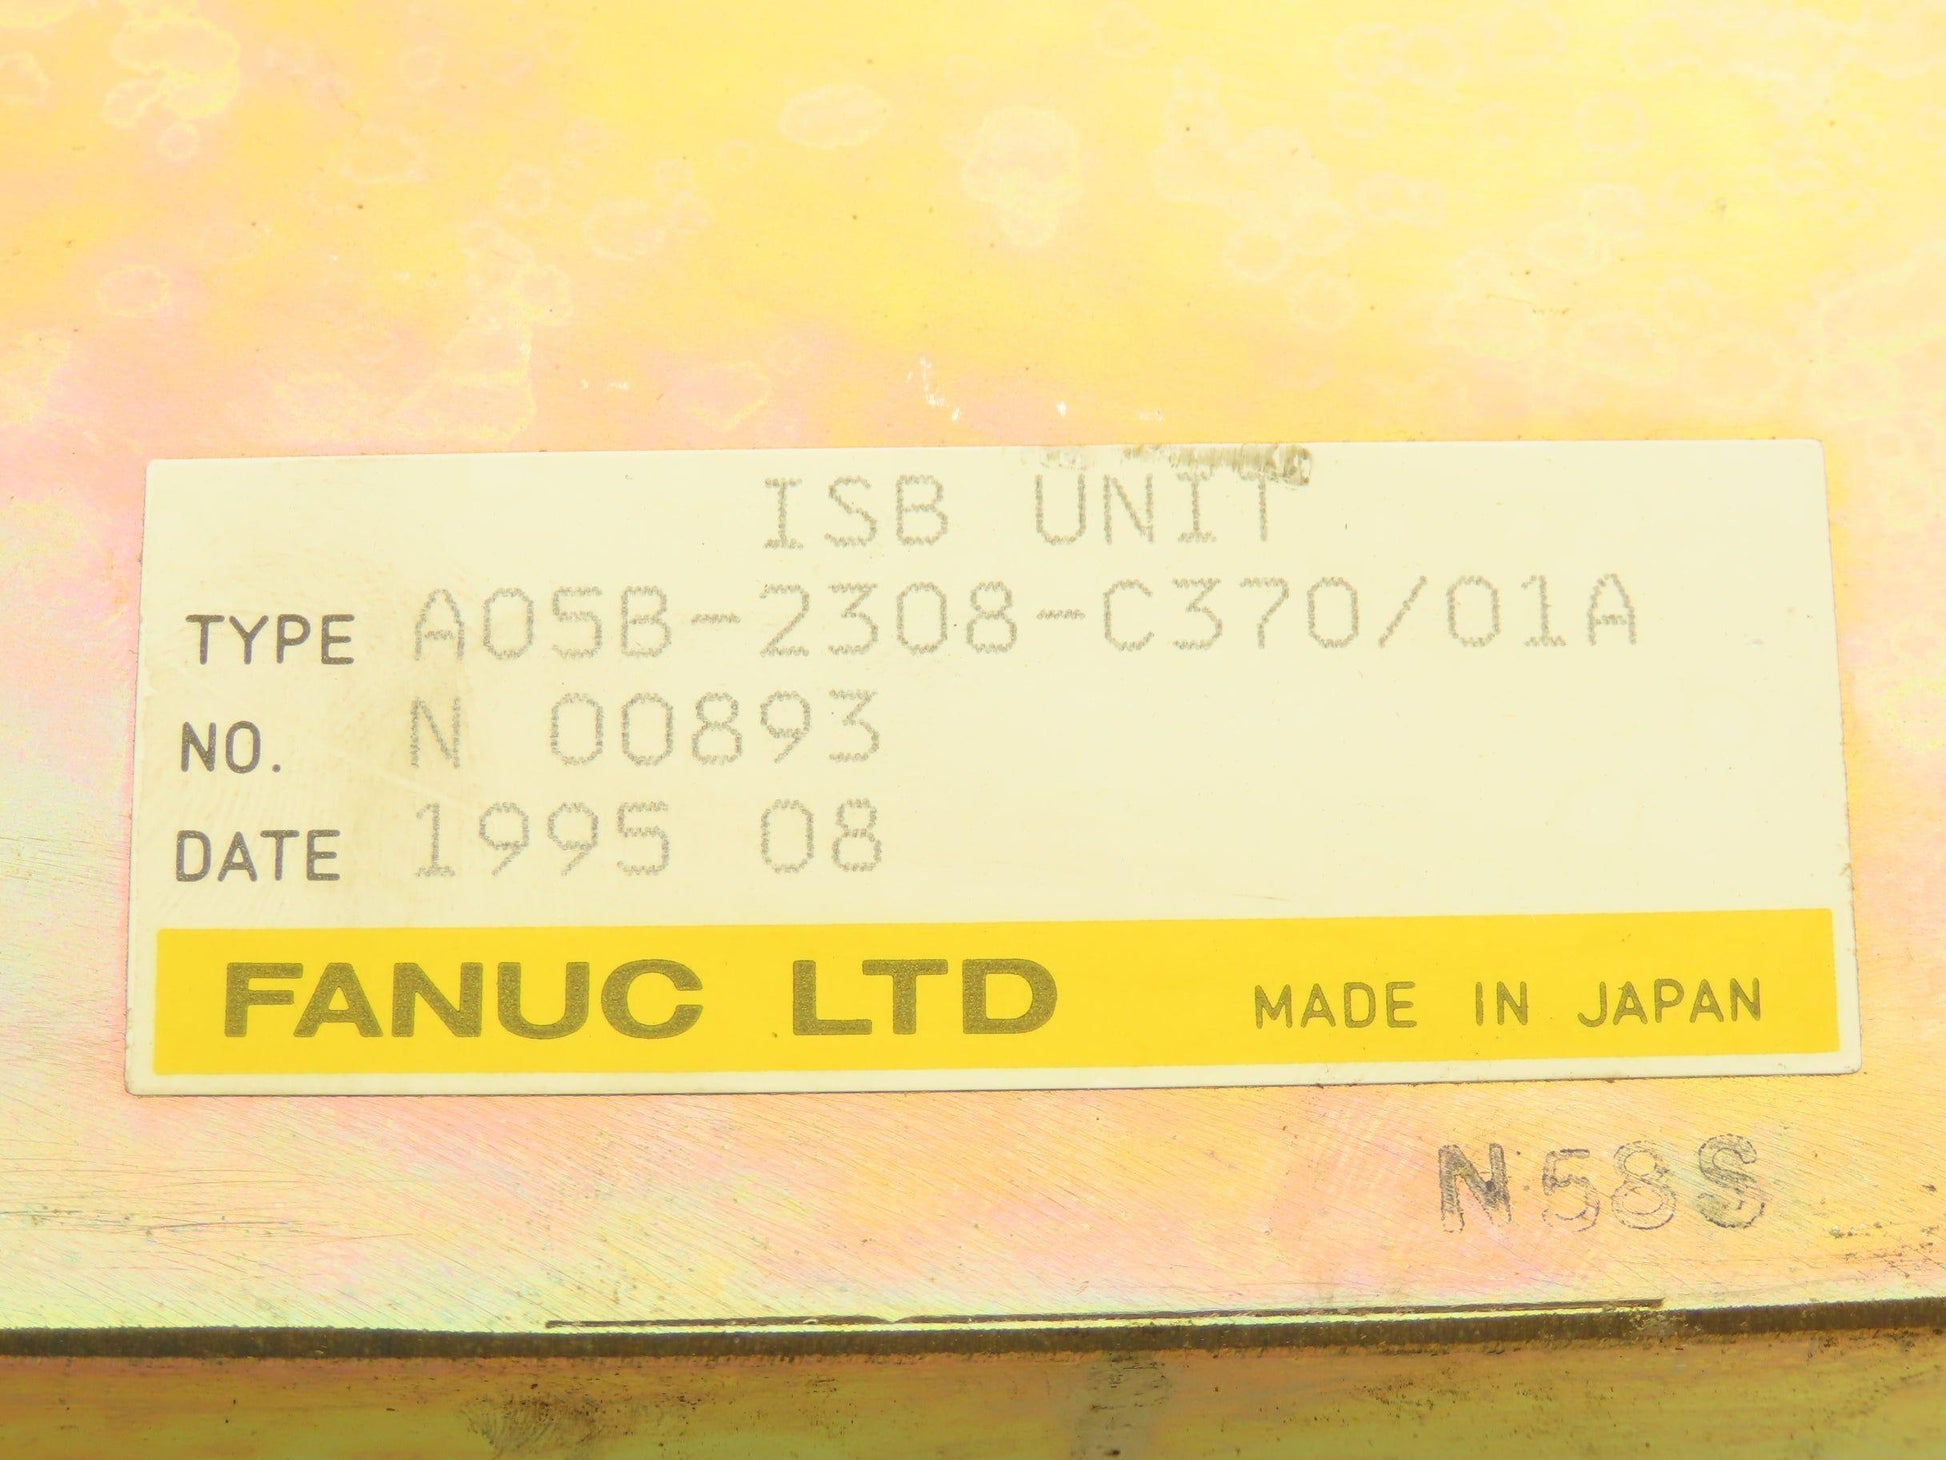 ISB UNIT
TYPE A05B-2308-C370/01A
NO. N 00893
DATE 1995 08
FANUC LTD MADE IN JAPAN
N58S